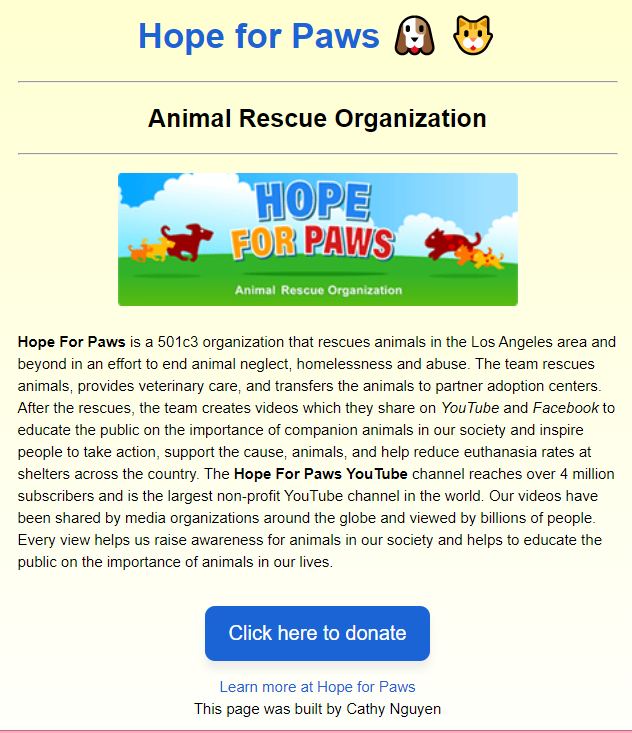 Hope for Paws
Animal Rescue Organization
HOPE
FOR PAWS
Animal Rescue Organization
Hope For Paws is a 501c3 organization that rescues animals in the Los Angeles area and
beyond in an effort to end animal neglect, homelessness and abuse. The team rescues
animals, provides veterinary care, and transfers the animals to partner adoption centers.
After the rescues, the team creates videos which they share on YouTube and Facebook to
educate the public on the importance of companion animals in our society and inspire
people to take action, support the cause, animals, and help reduce euthanasia rates at
shelters across the country. The Hope For Paws YouTube channel reaches over 4 million
subscribers and is the largest non-profit YouTube channel in the world. Our videos have
been shared by media organizations around the globe and viewed by billions of people.
Every view helps us raise awareness for animals in our society and helps to educate the
public on the importance of animals in our lives.
Click here to donate
Learn more at Hope for Paws
This page was built by Cathy Nguyen